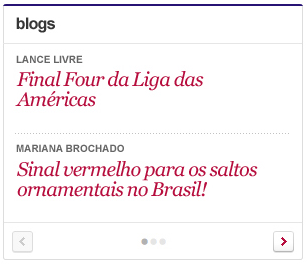 blogs
LANCE LIVRE
Final Four da Liga das
Américas
MARIANA BROCHADO
Sinal vermelho para os saltos
ornamentais no Brasil!